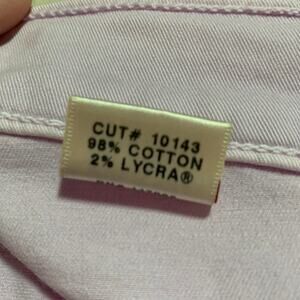 CUT# 10143
98% COTTON
2% LYCRA®